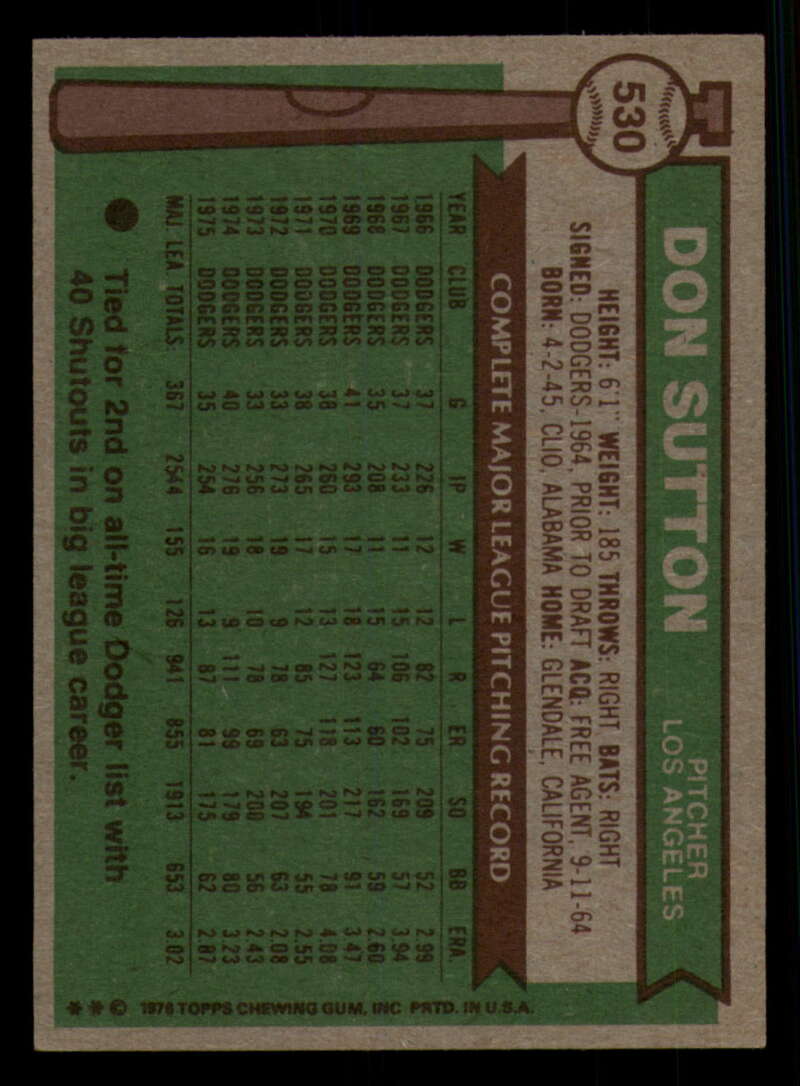 530
DON SUTTON
PITCHER
LOS ANGELES
HEIGHT: 6'1" WEIGHT: 185 THROWS: RIGHT BATS: RIGHT
SIGNED: DODGERS-1964, PRIOR TO DRAFT ACQ: FREE AGENT, 9-11-64
BORN: 4-2-45, CLIO, ALABAMA HOME: GLENDALE, CALIFORNIA
COMPLETE MAJOR LEAGUE PITCHING RECORD
YEAR CLUB G IP W L R ER SO BB ERA
1966 DODGERS 37 226 12 12 82 75 209 52 2.99
1967 DODGERS 37 233 11 15 106 102 169 57 3.94
1968 DODGERS 35 208 11 15 64 60 162 59 2.60
1969 DODGERS 41 293 17 18 123 113 217 91 3.47
1970 DODGERS 38 260 15 13 127 118 201 78 4.08
1971 DODGERS 38 265 17 12 85 75 194 55 2.55
1972 DODGERS 33 273 19 9 78 63 207 63 2.08
1973 DODGERS 33 256 18 10 78 69 200 56 2.43
1974 DODGERS 40 276 19 9 111 99 179 80 3.23
1975 DODGERS 35 254 16 13 87 81 175 62 2.87
MAJ. LEA. TOTALS: 367 2544 155 126 941 855 1913 653 3.02
Tied for 2nd on all-time Dodger list with
40 Shutouts in big league career.
* * © 1976 TOPPS CHEWING GUM, INC. PRTD. IN U.S.A.